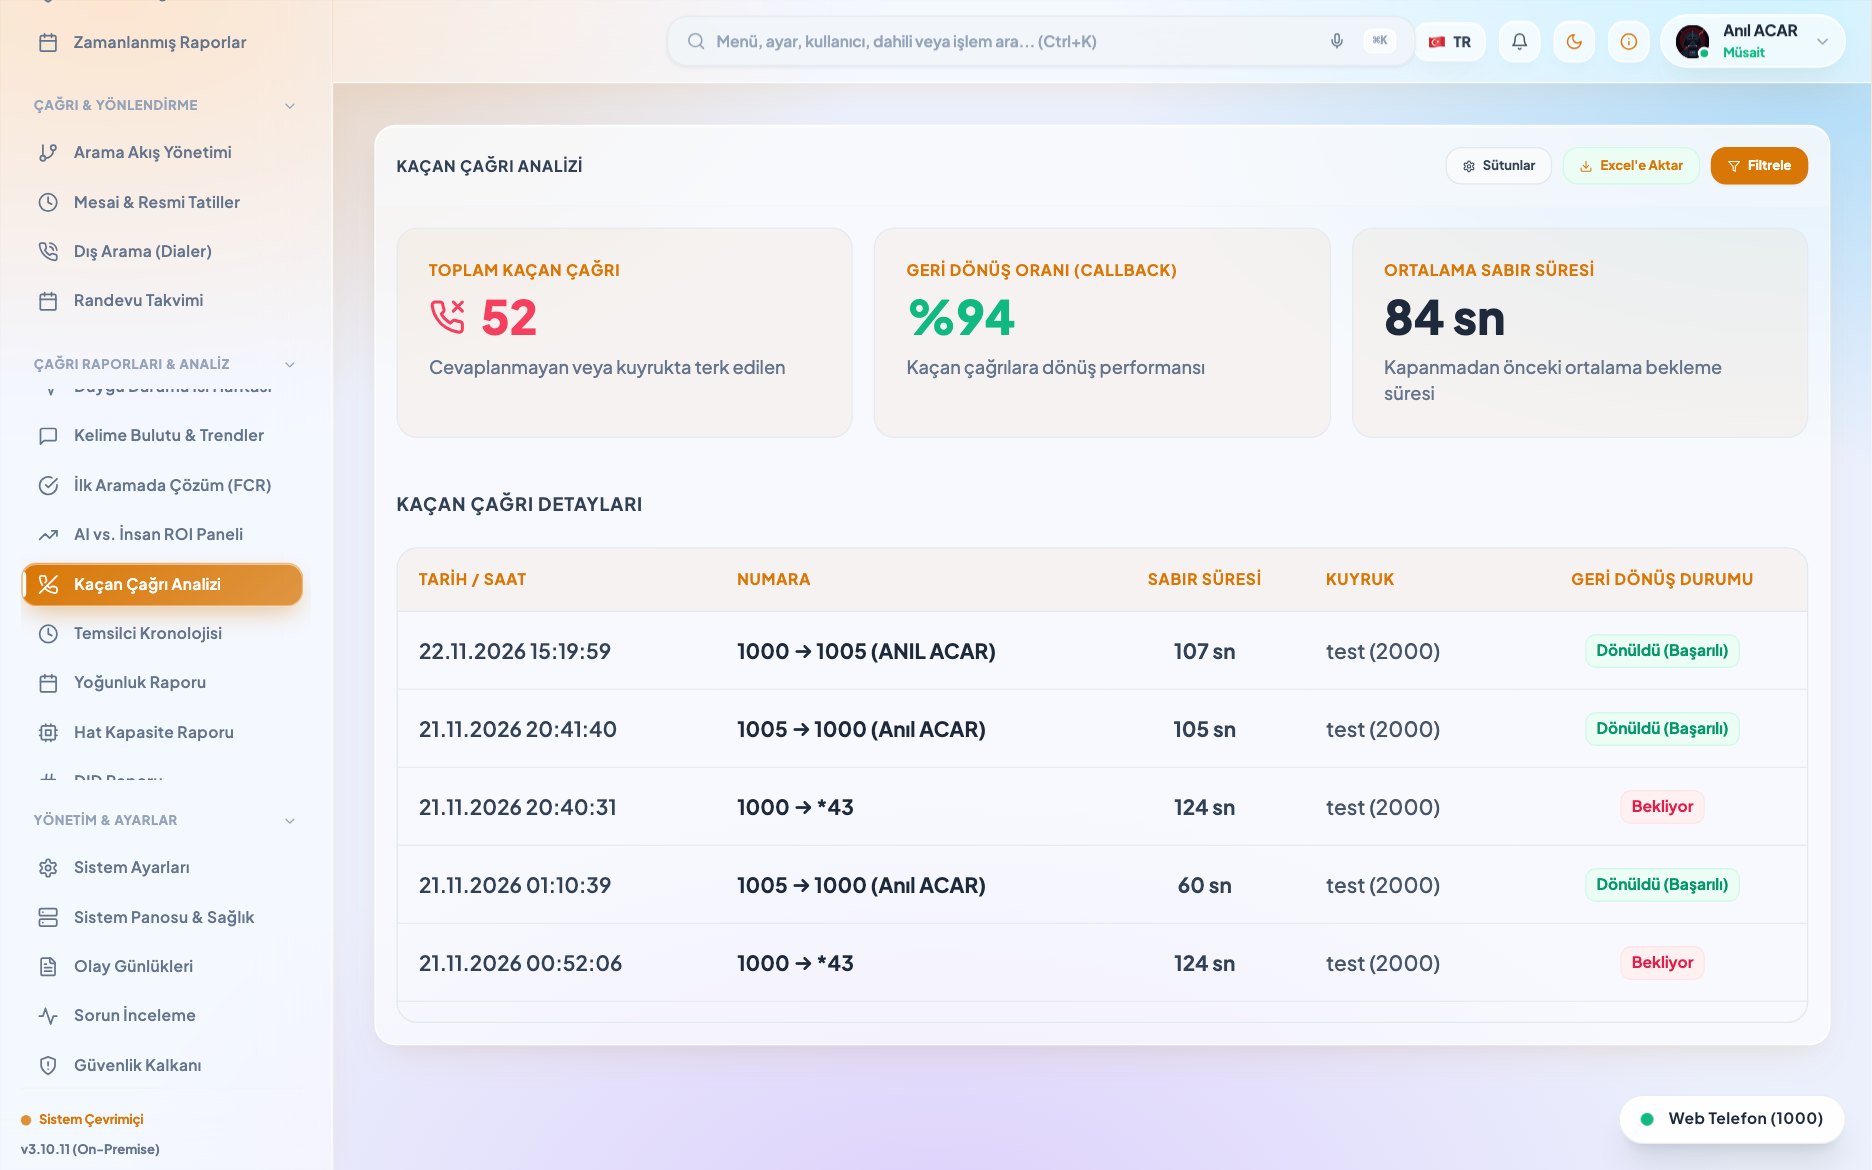 Zamanlanmış Raporlar
ÇAĞRI & YÖNLENDİRME
Arama Akış Yönetimi
Mesai & Resmi Tatiller
Dış Arama (Dialer)
Randevu Takvimi
ÇAĞRI RAPORLARI & ANALİZ
Kelime Bulutu & Trendler
İlk Aramada Çözüm (FCR)
AI vs. İnsan ROI Paneli
Kaçan Çağrı Analizi
Temsilci Kronolojisi
Yoğunluk Raporu
Hat Kapasite Raporu
DID Raporu
YÖNETİM & AYARLAR
Sistem Ayarları
Sistem Panosu & Sağlık
Olay Günlükleri
Sorun İnceleme
Güvenlik Kalkanı
Sistem Çevrimiçi
v3.10.11 (On-Premise)
Menü, ayar, kullanıcı, dahili veya işlem ara... (Ctrl+K)
⌘K
TR
Anıl ACAR
Müsait
KAÇAN ÇAĞRI ANALİZİ
Sütunlar
Excel'e Aktar
Filtrele
TOPLAM KAÇAN ÇAĞRI
52
Cevaplanmayan veya kuyrukta terk edilen
GERİ DÖNÜŞ ORANI (CALLBACK)
%94
Kaçan çağrılara dönüş performansı
ORTALAMA SABIR SÜRESİ
84 sn
Kapanmadan önceki ortalama bekleme
süresi
KAÇAN ÇAĞRI DETAYLARI
TARİH / SAAT NUMARA SABIR SÜRESİ KUYRUK GERİ DÖNÜŞ DURUMU
22.11.2026 15:19:59 1000 → 1005 (ANIL ACAR) 107 sn test (2000) Dönüldü (Başarılı)
21.11.2026 20:41:40 1005 → 1000 (Anıl ACAR) 105 sn test (2000) Dönüldü (Başarılı)
21.11.2026 20:40:31 1000 → *43 124 sn test (2000) Bekliyor
21.11.2026 01:10:39 1005 → 1000 (Anıl ACAR) 60 sn test (2000) Dönüldü (Başarılı)
21.11.2026 00:52:06 1000 → *43 124 sn test (2000) Bekliyor
Web Telefon (1000)